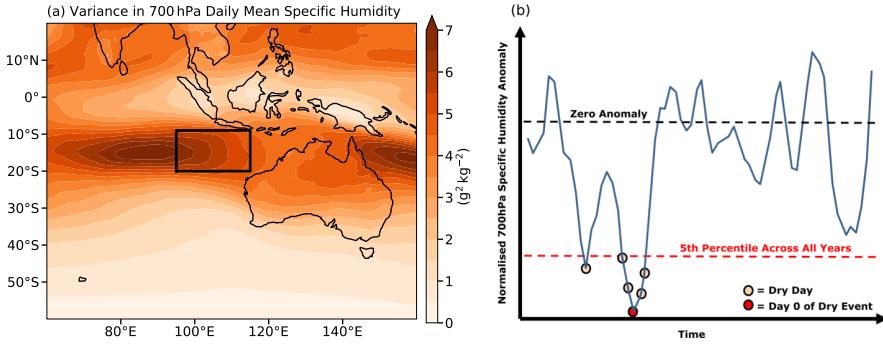 (a) Variance in 700 hPa Daily Mean Specific Humidity
10°N
0°
10°S
20°S
30°S
40°S
50°S
80°E
100°E
120°E
140°E
7
6
5
4
3
2
1
0
(g² kg⁻²)
(b)
Normalised 700hPa Specific Humidity Anomaly
Zero Anomaly
5th Percentile Across All Years
= Dry Day
= Day 0 of Dry Event
Time